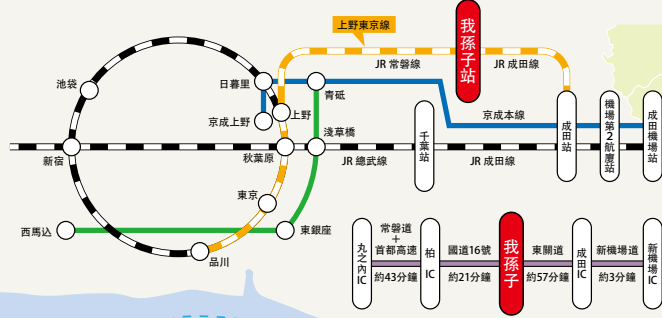 上野東京線
我孫子站
JR 常磐線
JR 成田線
池袋
日暮里
青砥
京成上野
上野
京成本線
千葉站
成田站
機場第2航廈站
成田機場站
新宿
秋葉原
淺草橋
JR 總武線
JR 成田線
東京
西馬込
東銀座
品川
丸之內IC
常磐道
+
首都高速
約43分鐘
柏IC
國道16號
約21分鐘
我孫子
東關道
約57分鐘
成田IC
新機場道
約3分鐘
新機場IC